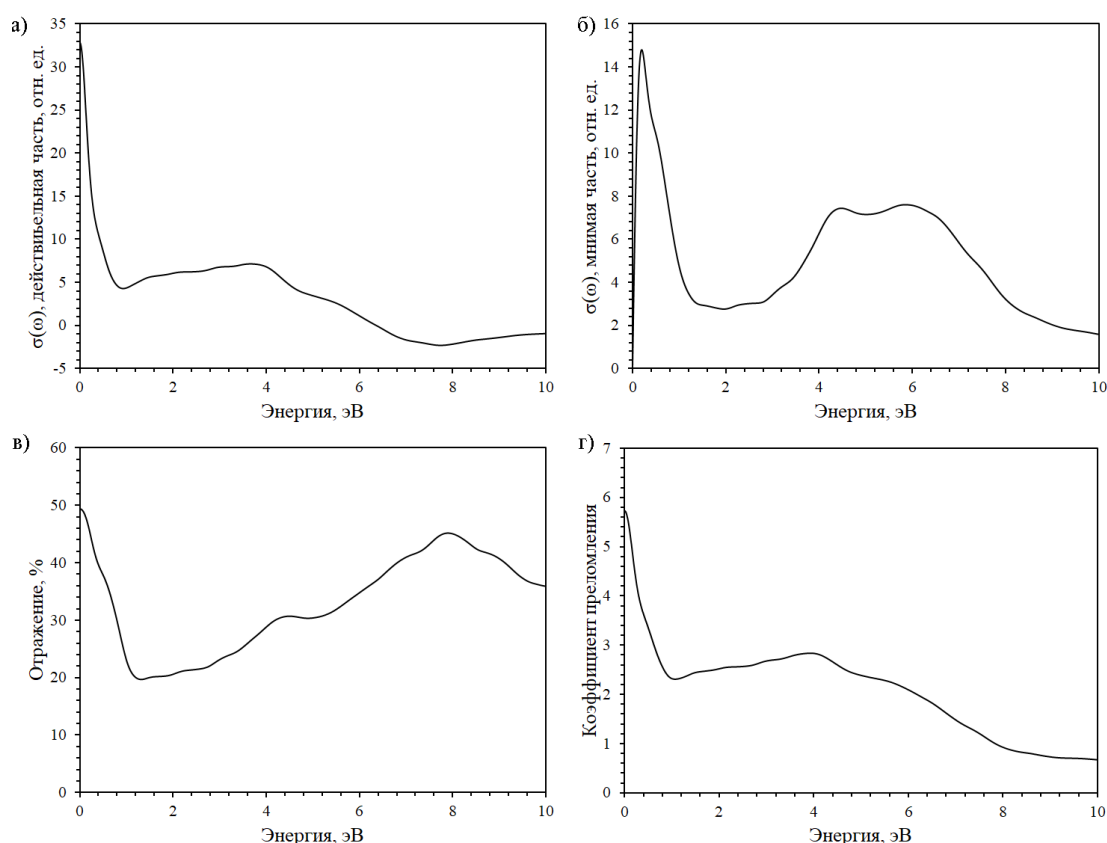 а)
35
30
25
20
15
10
5
0
-5
σ(ω), действиьельная часть, отн. ед.
0 2 4 6 8 10
Энергия, эВ
б)
16
14
12
10
8
6
4
2
0
σ(ω), мнимая часть, отн. ед.
0 2 4 6 8 10
Энергия, эВ
в)
60
50
40
30
20
10
0
Отражение, %
0 2 4 6 8 10
Энергия, эВ
г)
7
6
5
4
3
2
1
0
Коэффициент преломления
0 2 4 6 8 10
Энергия, эВ